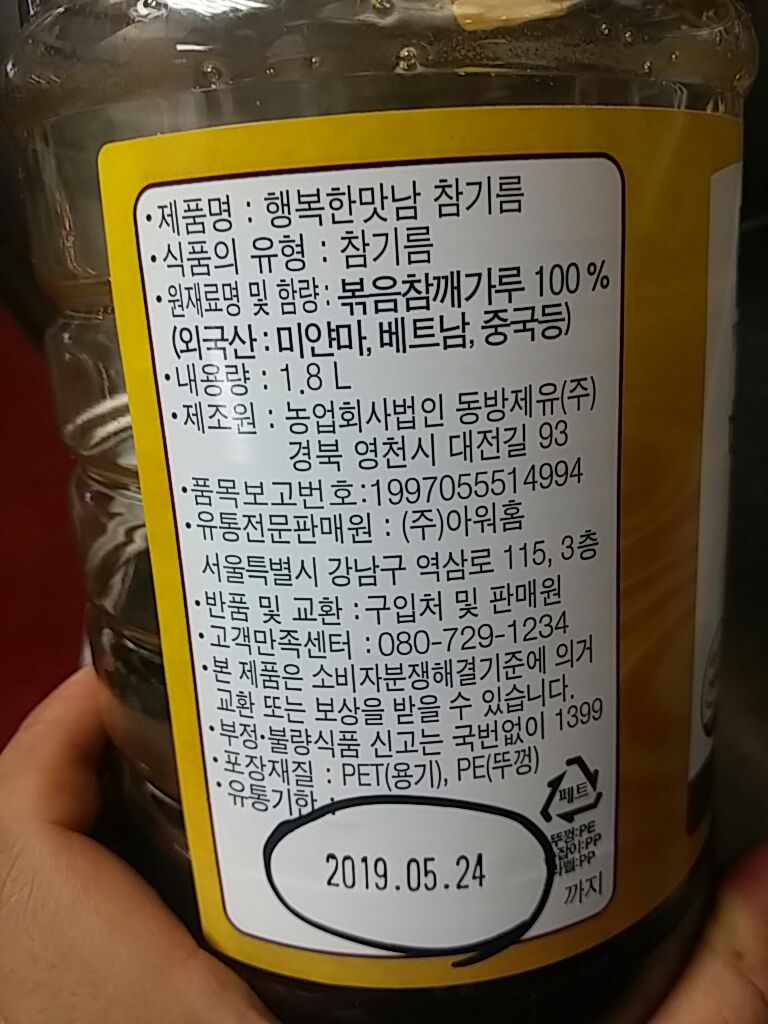 ·제품명 : 행복한맛남 참기름
·식품의 유형 : 참기름
·원재료명 및 함량 : 볶음참깨가루 100 %
(외국산 : 미얀마, 베트남, 중국등)
·내용량 : 1.8 L
·제조원 : 농업회사법인 동방제유(주)
경북 영천시 대전길 93
·품목보고번호:1997055514994
·유통전문판매원 : (주)아워홈
서울특별시 강남구 역삼로 115, 3층
·반품 및 교환 : 구입처 및 판매원
·고객만족센터 : 080-729-1234
·본 제품은 소비자분쟁해결기준에 의거
교환 또는 보상을 받을 수 있습니다.
·부정·불량식품 신고는 국번없이 1399
·포장재질 : PET(용기), PE(뚜껑)
·유통기한 :
페트
뚜껑:PE
손잡이:PP
라벨:PP
2019.05.24
까지